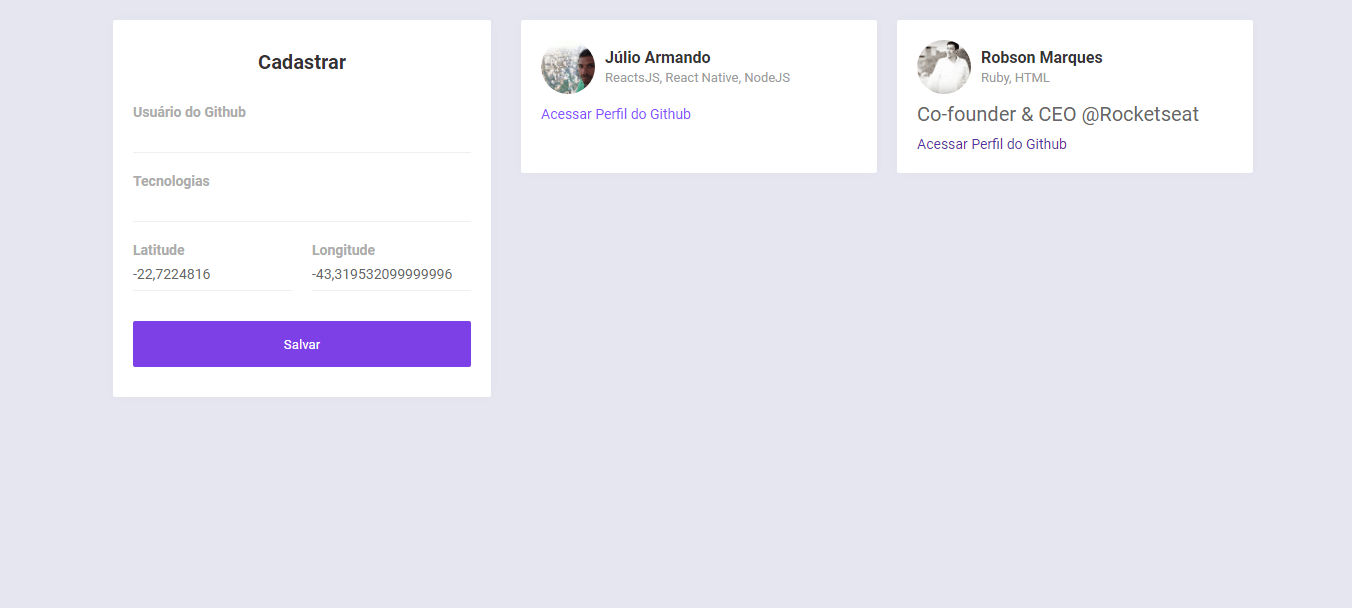 Cadastrar
Usuário do Github
Tecnologias
Latitude
Longitude
-22,7224816
-43,319532099999996
Salvar
Júlio Armando
ReactsJS, React Native, NodeJS
Acessar Perfil do Github
Robson Marques
Ruby, HTML
Co-founder & CEO @Rocketseat
Acessar Perfil do Github